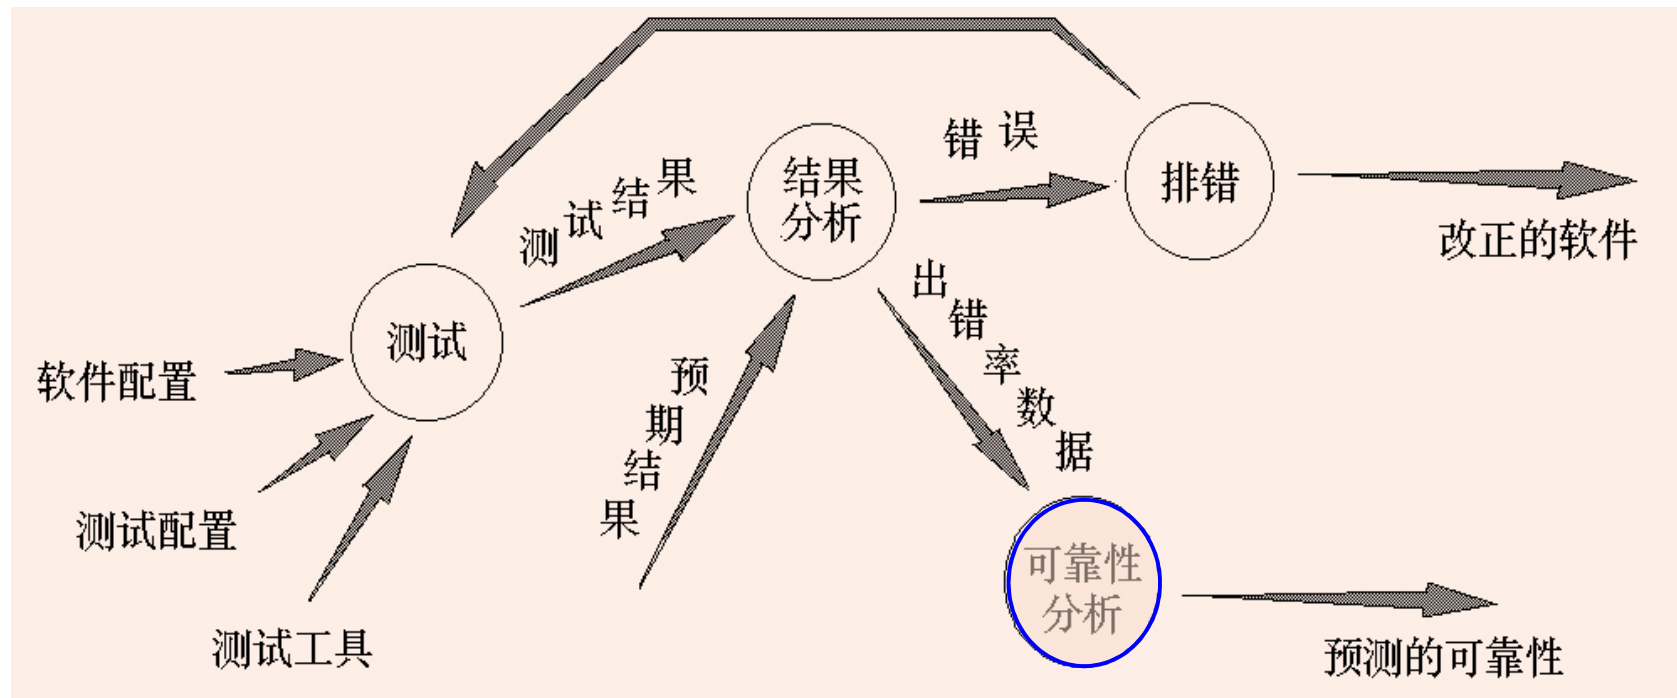 错误
结果
分析
排错
测试结果
改正的软件
出错率数据
测试
软件配置
预期结果
测试配置
可靠性
分析
测试工具
预测的可靠性